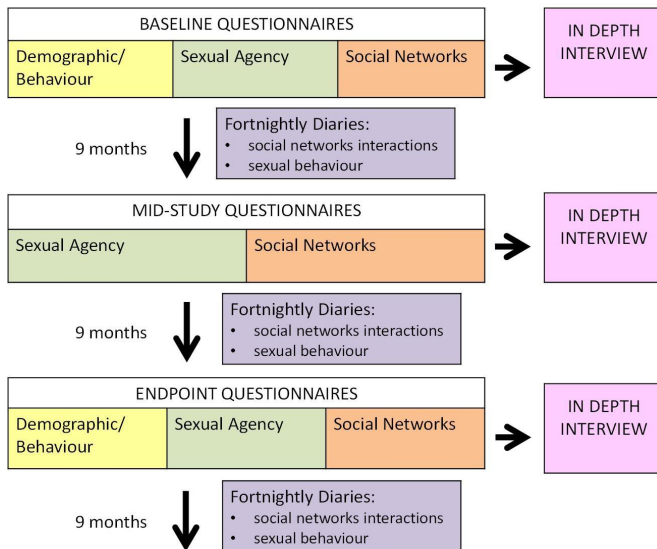 BASELINE QUESTIONNAIRES
Demographic/
Behaviour
Sexual Agency
Social Networks
IN DEPTH
INTERVIEW
9 months
Fortnightly Diaries:
• social networks interactions
• sexual behaviour
MID-STUDY QUESTIONNAIRES
Sexual Agency
Social Networks
IN DEPTH
INTERVIEW
9 months
Fortnightly Diaries:
• social networks interactions
• sexual behaviour
ENDPOINT QUESTIONNAIRES
Demographic/
Behaviour
Sexual Agency
Social Networks
IN DEPTH
INTERVIEW
9 months
Fortnightly Diaries:
• social networks interactions
• sexual behaviour